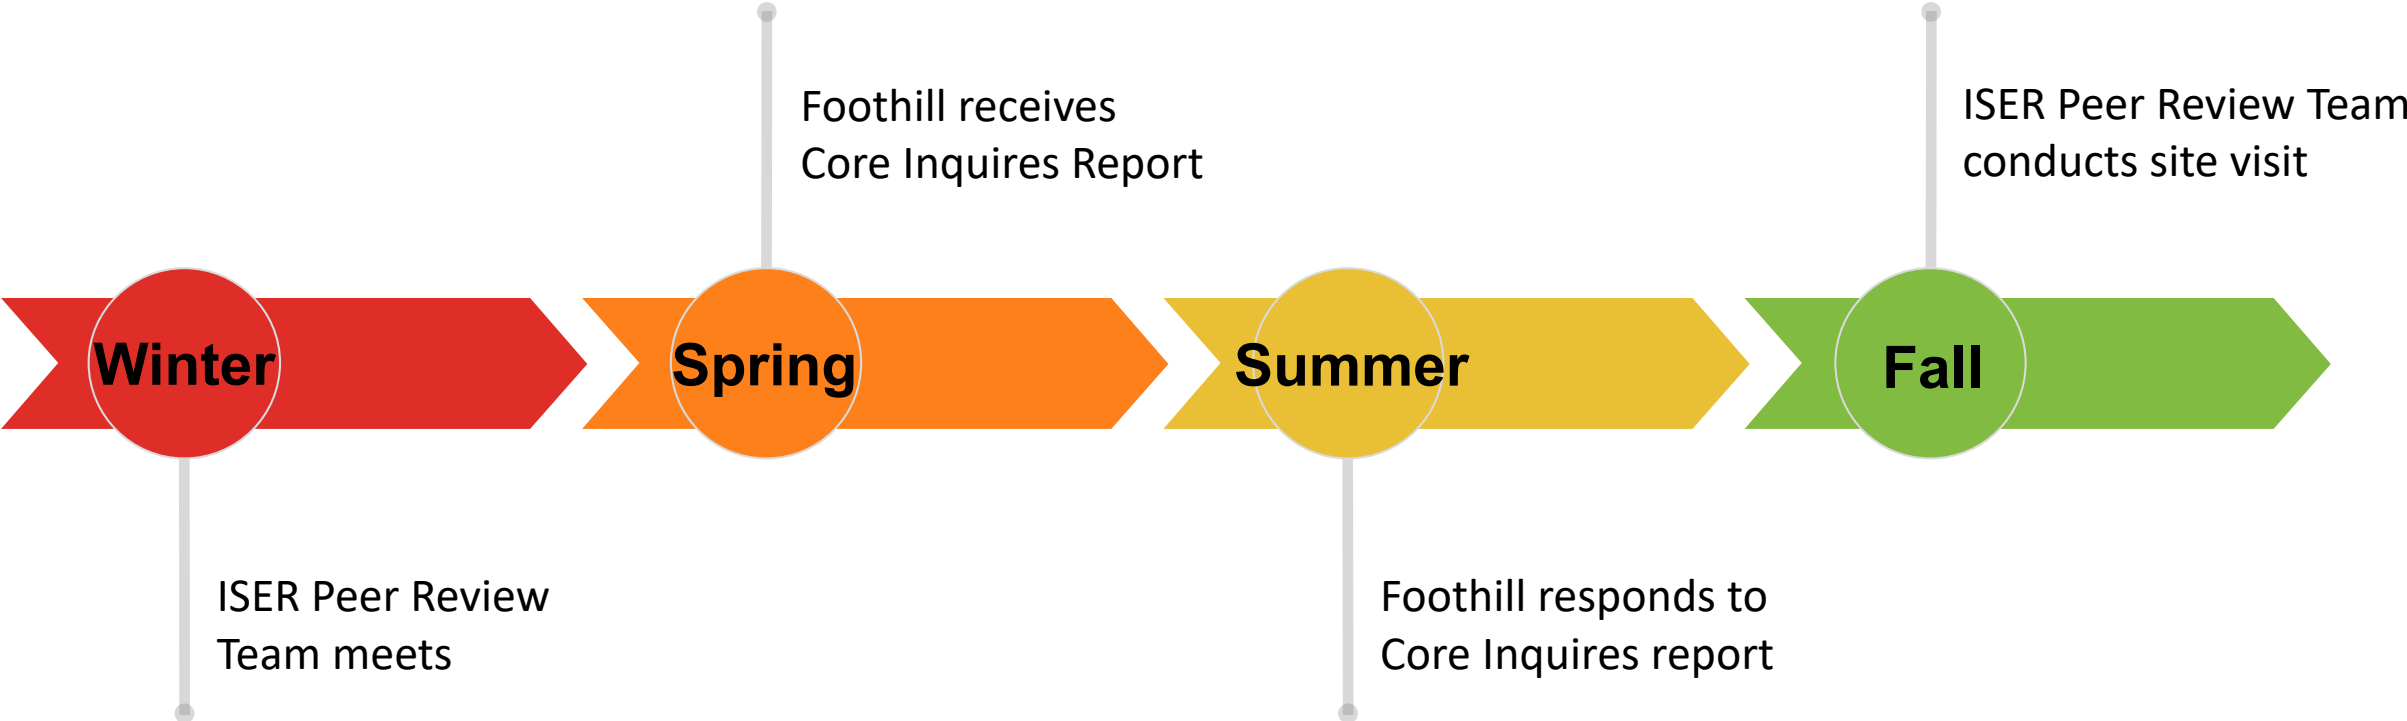 Foothill receives
Core Inquires Report
ISER Peer Review Team
conducts site visit
Winter
Spring
Summer
Fall
ISER Peer Review
Team meets
Foothill responds to
Core Inquires report